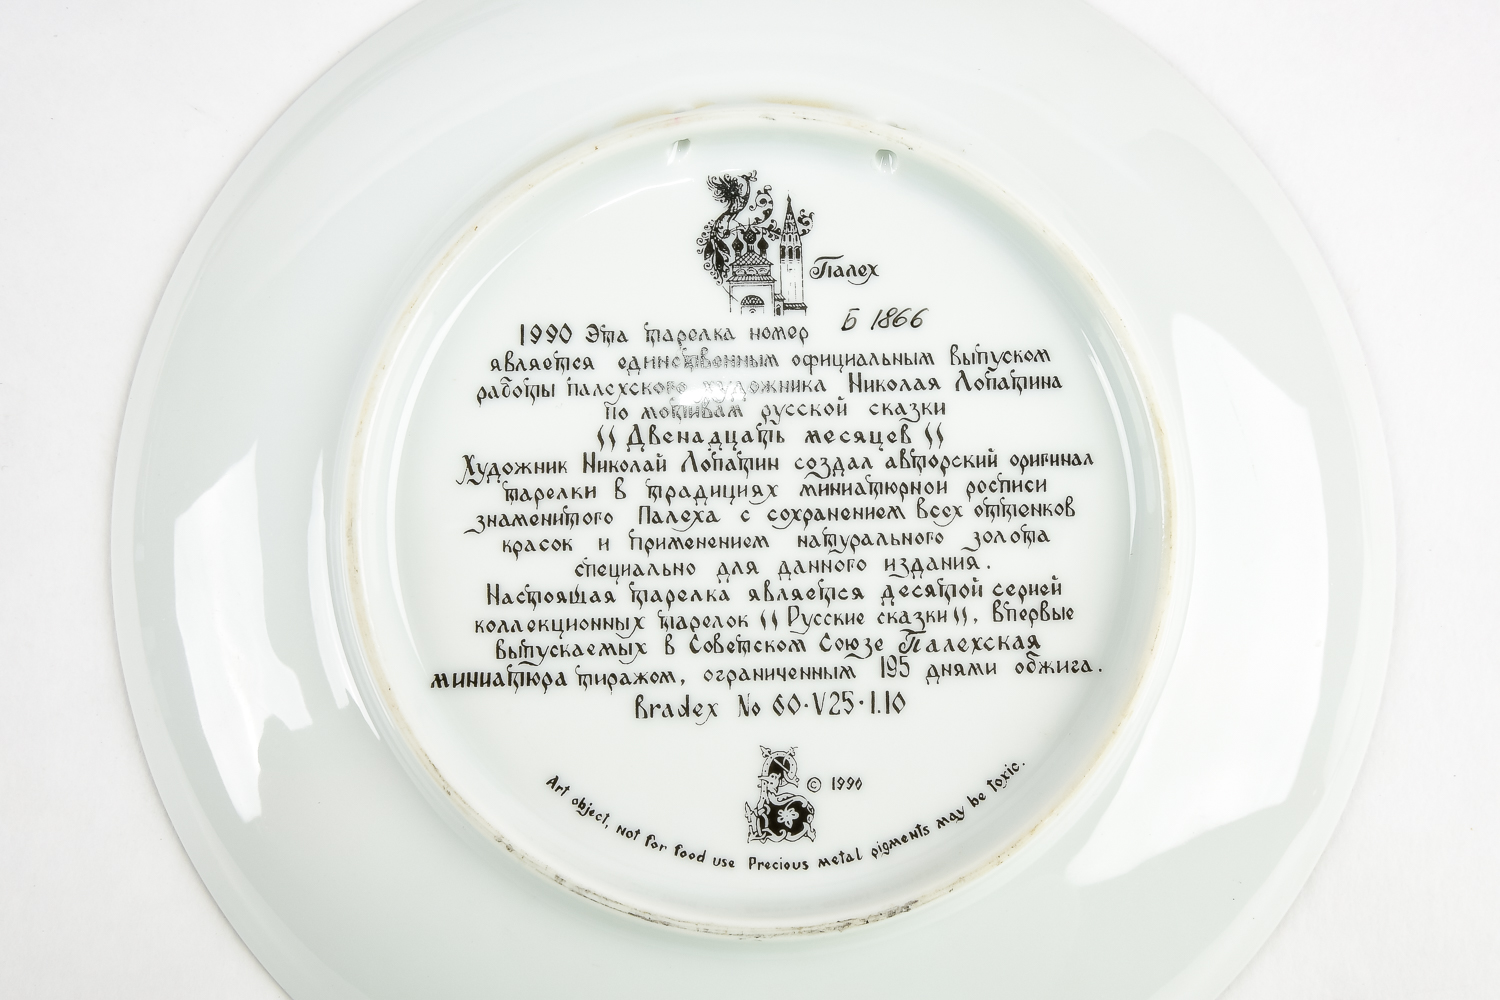 Палех
1990 Эта тарелка номер Б 1866
является единственным официальным выпуском
работы палехского художника Николая Лопатина
по мотивам русской сказки
"Двенадцать месяцев"
Художник Николай Лопатин создал авторский оригинал
тарелки в традициях миниатюрной росписи
знаменитого Палеха с сохранением всех оттенков
красок и применением натурального золота
специально для данного издания.
Настоящая тарелка является десятой серией
коллекционных тарелок "Русские сказки", впервые
выпускаемых в Советском Союзе Палехская
миниатюра тиражом, ограниченным 195 днями обжига.
Bradex No 60·V25·1.10
© 1990
Art object, not for food use Precious metal pigments may be toxic.